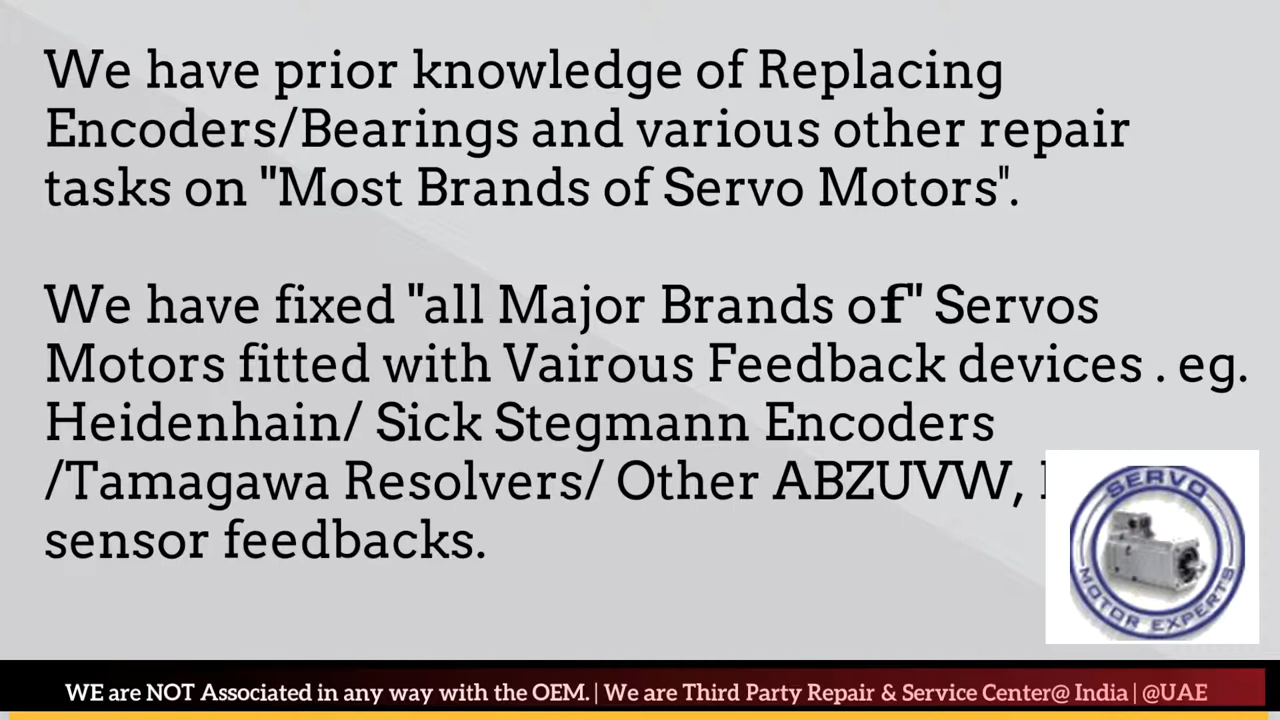 We have prior knowledge of Replacing
Encoders/Bearings and various other repair
tasks on "Most Brands of Servo Motors".
We have fixed "all Major Brands of" Servos
Motors fitted with Vairous Feedback devices . eg.
Heidenhain/ Sick Stegmann Encoders
/Tamagawa Resolvers/ Other ABZUVW,
sensor feedbacks.
SERVO
MOTOR EXPERTS
WE are NOT Associated in any way with the OEM. | We are Third Party Repair & Service Center@ India | @UAE